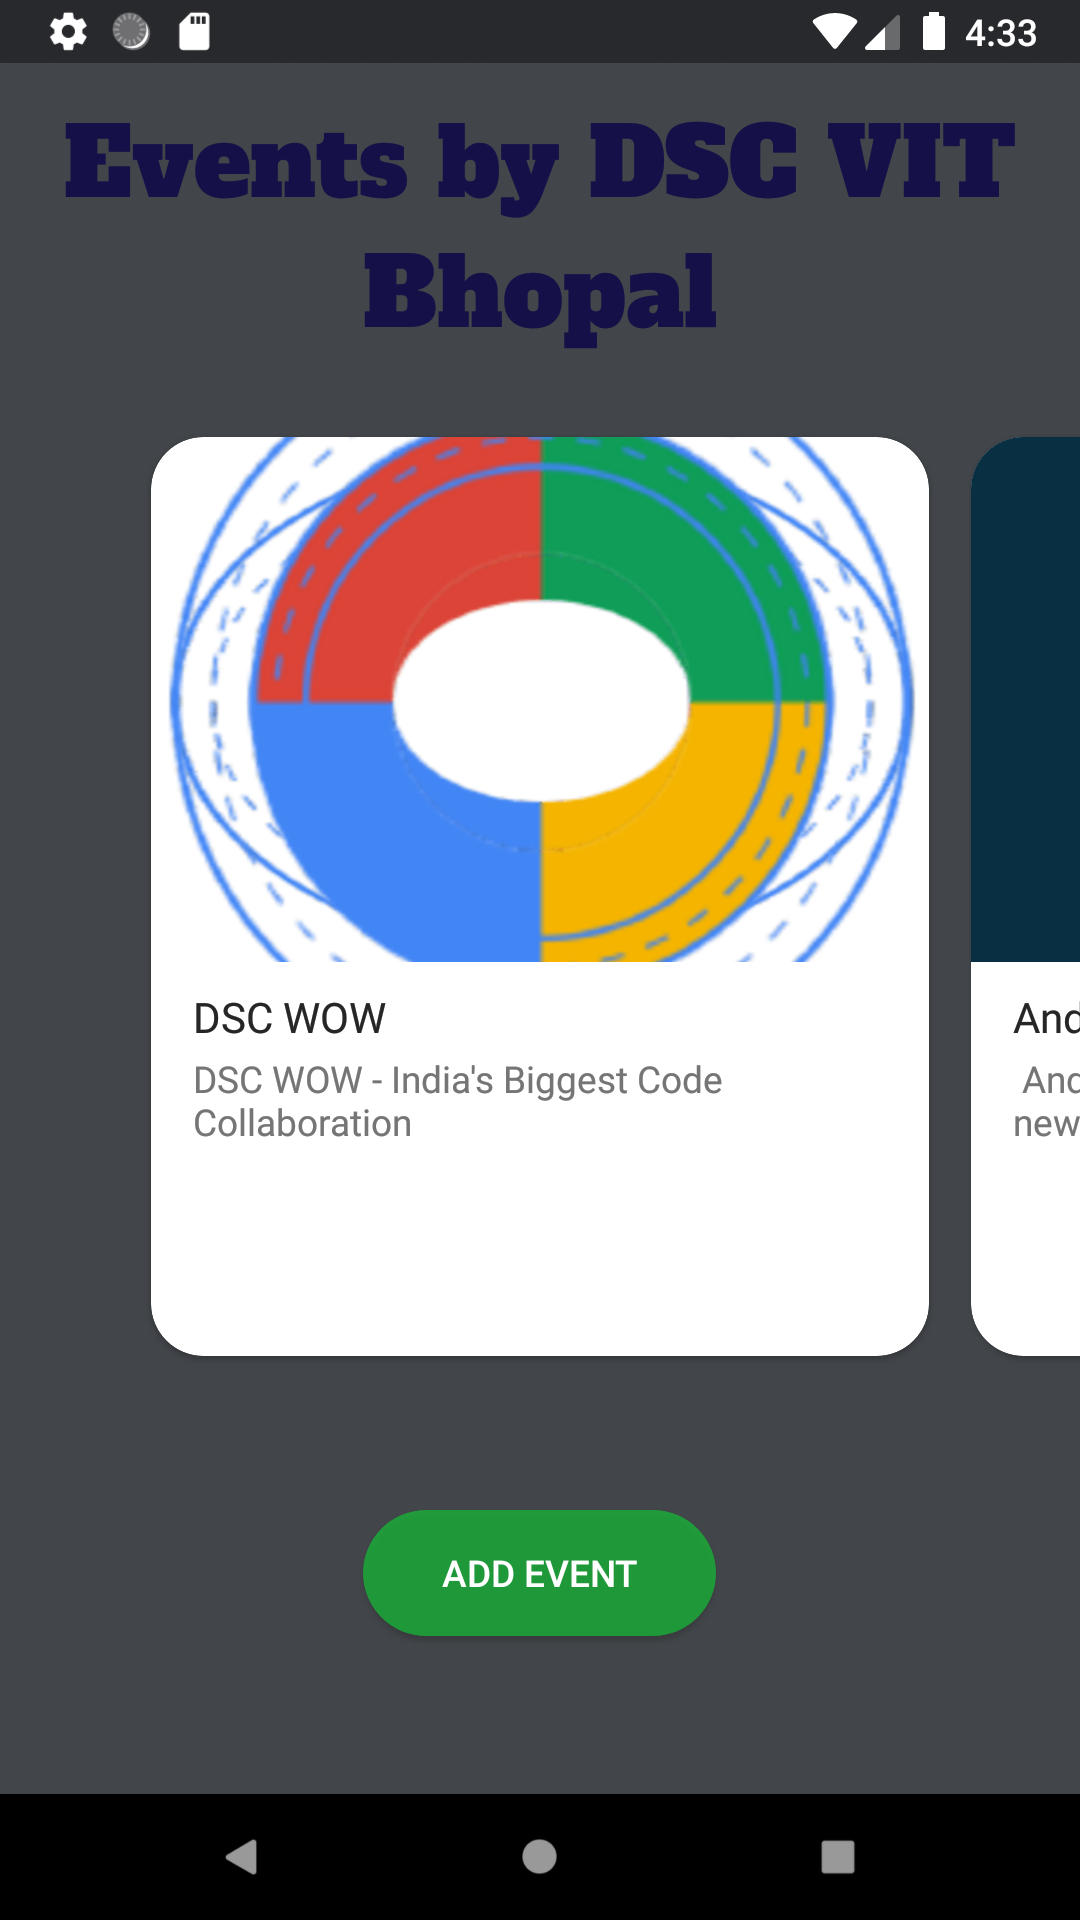 4:33
Events by DSC VIT
Bhopal
DSC WOW
DSC WOW - India's Biggest Code
Collaboration
And
And
new
ADD EVENT